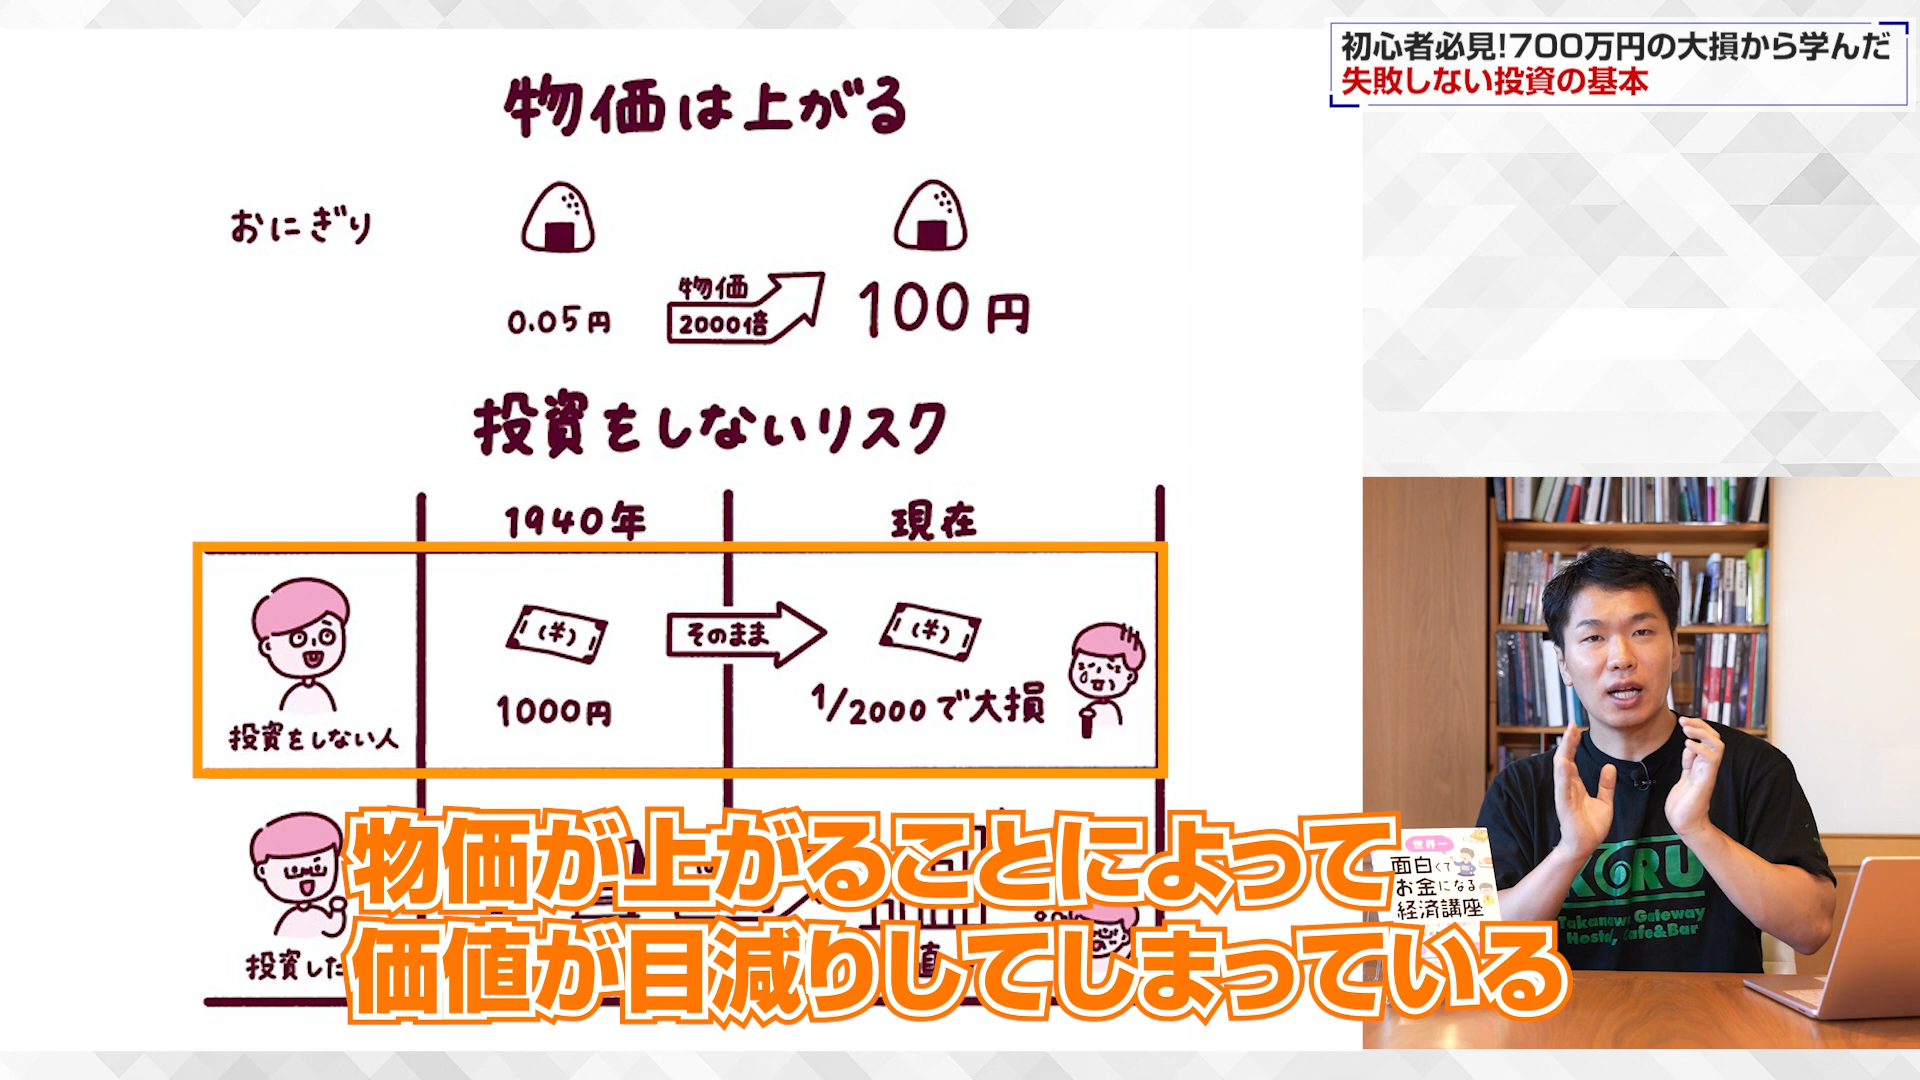 初心者必見!700万円の大損から学んだ
失敗しない投資の基本
物価は上がる
おにぎり
0.05円
物価
2000倍
100円
投資をしないリスク
1940年
現在
投資をしない人
1000円
そのまま
1/2000で大損
投資した
物価が上がることによって
価値が目減りしてしまっている
世界一
面白くて
お金になる
経済講座
KORU
Takanawa Gateway
Hostel, Cafe&Bar